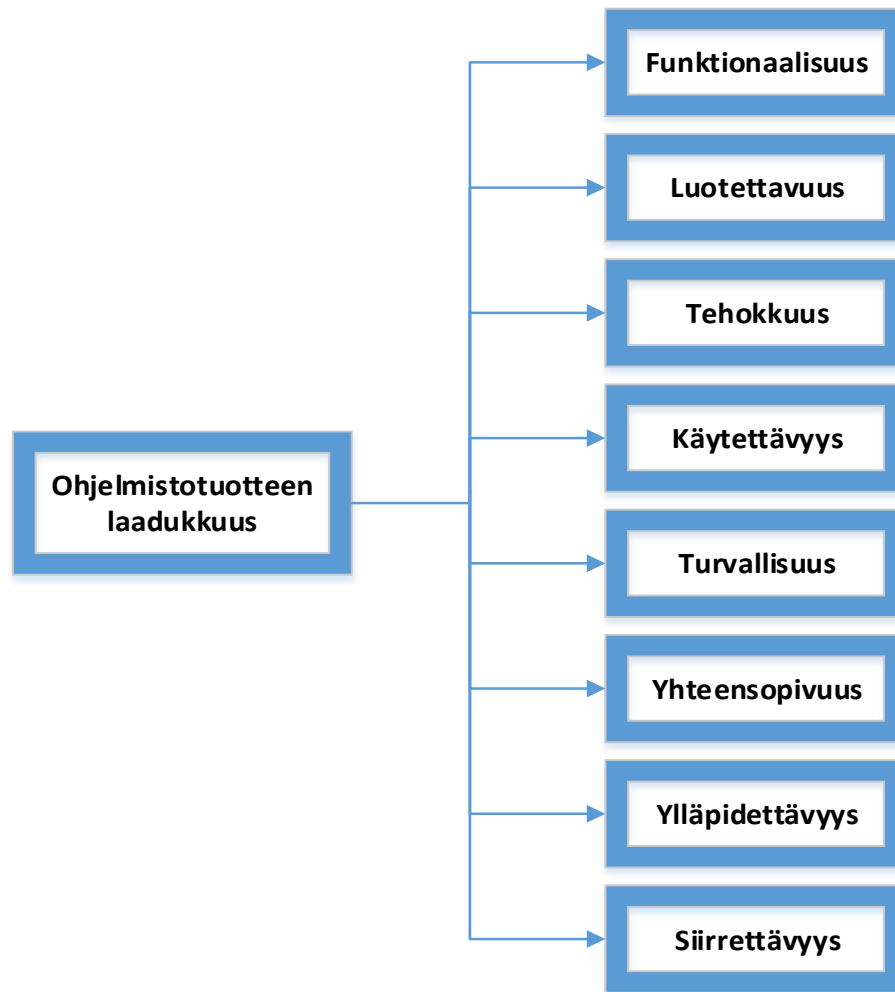 Funktionaalisuus
Luotettavuus
Tehokkuus
Käytettävyys
Ohjelmistotuotteen
laadukkuus
Turvallisuus
Yhteensopivuus
Ylläpidettävyys
Siirrettävyys